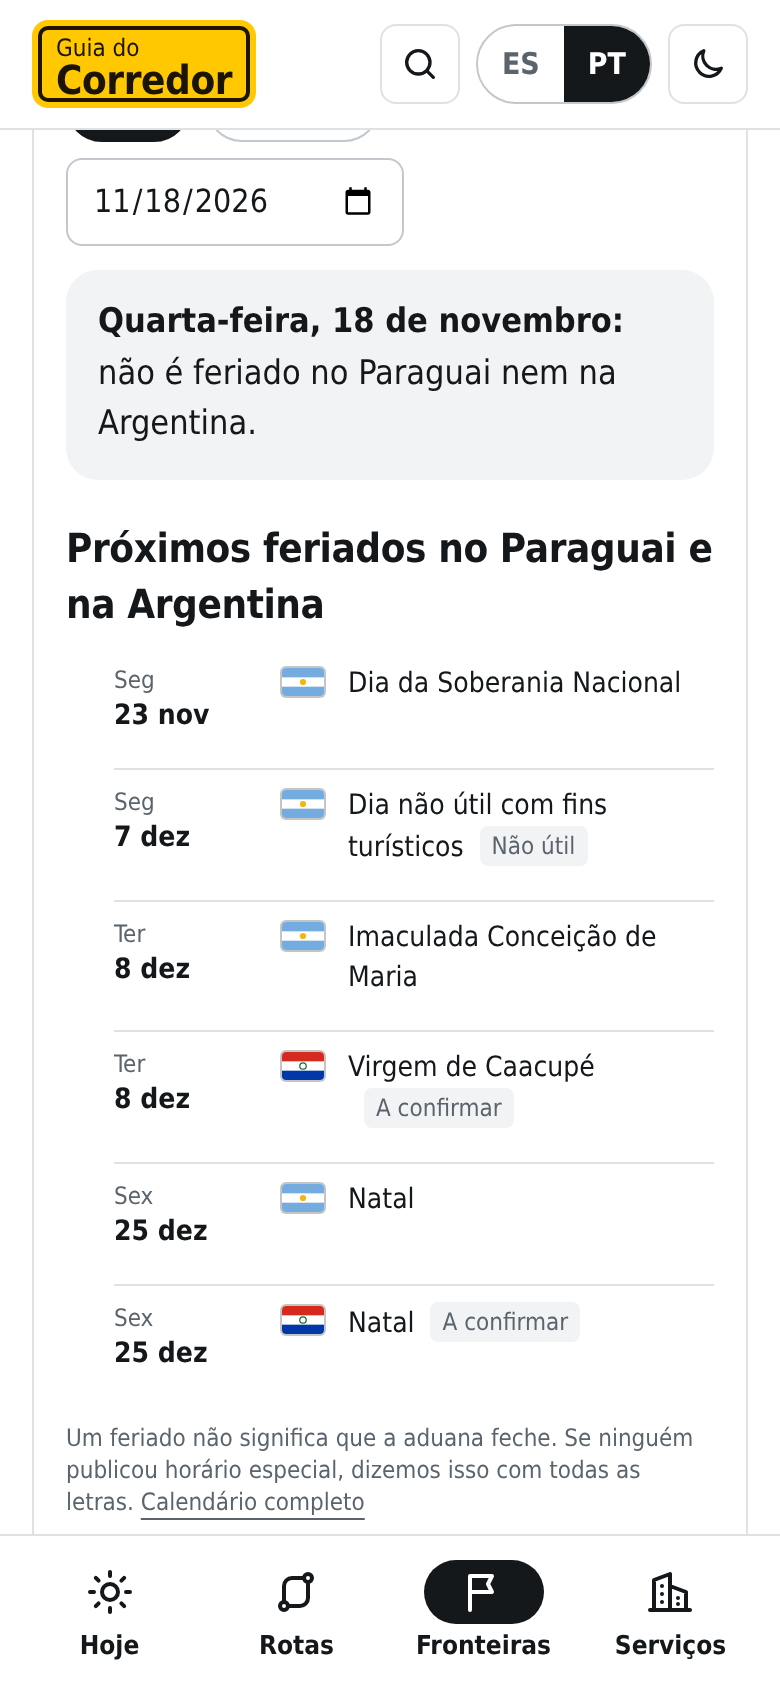 Guia do
Corredor
ES
PT
11/18/2026
Quarta-feira, 18 de novembro:
não é feriado no Paraguai nem na
Argentina.
Próximos feriados no Paraguai e
na Argentina
Seg
23 nov
Dia da Soberania Nacional
Seg
7 dez
Dia não útil com fins
turísticos Não útil
Ter
8 dez
Imaculada Conceição de
Maria
Ter
8 dez
Virgem de Caacupé
A confirmar
Sex
25 dez
Natal
Sex
25 dez
Natal A confirmar
Um feriado não significa que a aduana feche. Se ninguém
publicou horário especial, dizemos isso com todas as
letras. Calendário completo
Hoje
Rotas
Fronteiras
Serviços